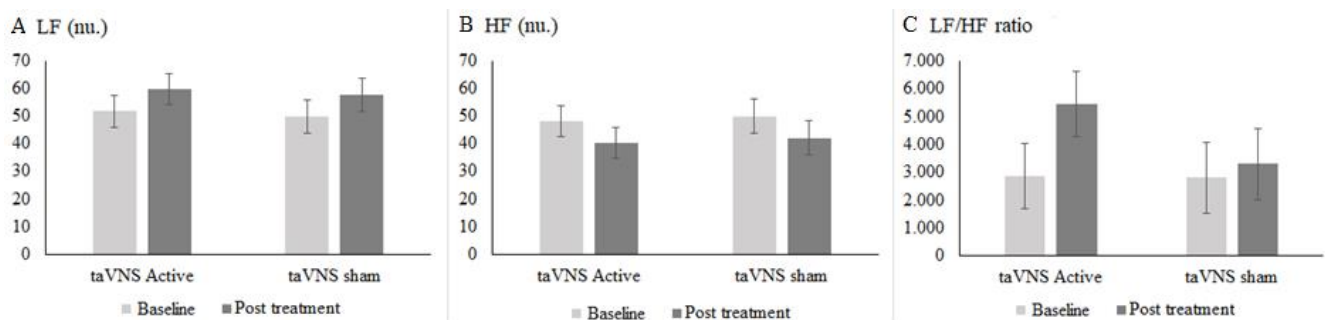 A LF (nu.)
70
60
50
40
30
20
10
0
taVNS Active taVNS sham
Baseline Post treatment
B HF (nu.)
70
60
50
40
30
20
10
0
taVNS Active taVNS sham
Baseline Post treatment
C LF/HF ratio
7.000
6.000
5.000
4.000
3.000
2.000
1.000
0
taVNS Active taVNS sham
Baseline Post treatment